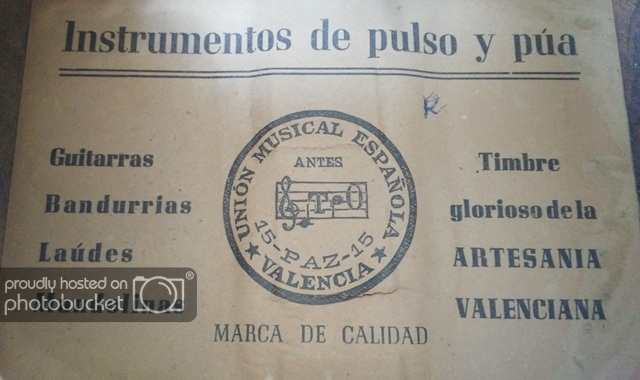 Instrumentos de pulso y púa
Guitarras
Bandurrias
Laúdes
UNIÓN MUSICAL ESPAÑOLA
ANTES
15-PAZ-15
VALENCIA
Timbre
glorioso de la
ARTESANIA
VALENCIANA
MARCA DE CALIDAD
proudly hosted on
photobucket